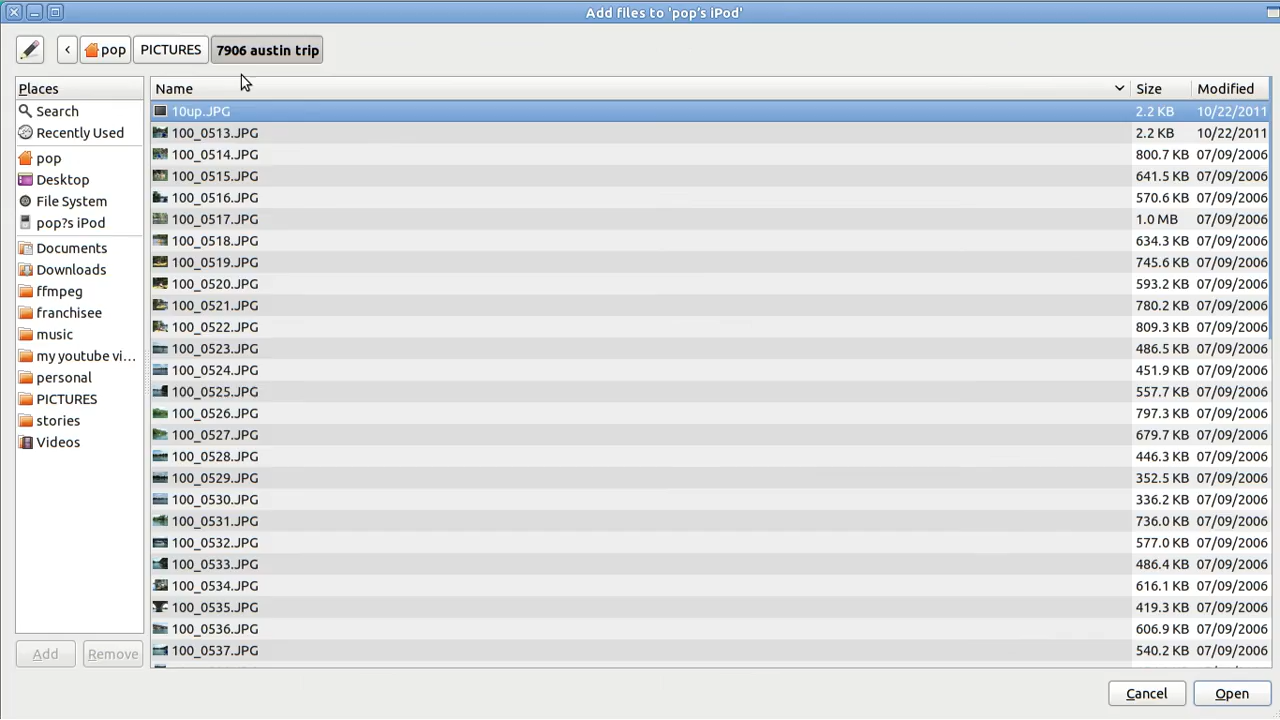 Add files to 'pop's iPod'
pop PICTURES 7906 austin trip
Places
Search
Recently Used
pop
Desktop
File System
pop?s iPod
Documents
Downloads
ffmpeg
franchisee
music
my youtube vi...
personal
PICTURES
stories
Videos
Add Remove
Name Size Modified
10up.JPG 2.2 KB 10/22/2011
100_0513.JPG 2.2 KB 10/22/2011
100_0514.JPG 800.7 KB 07/09/2006
100_0515.JPG 641.5 KB 07/09/2006
100_0516.JPG 570.6 KB 07/09/2006
100_0517.JPG 1.0 MB 07/09/2006
100_0518.JPG 634.3 KB 07/09/2006
100_0519.JPG 745.6 KB 07/09/2006
100_0520.JPG 593.2 KB 07/09/2006
100_0521.JPG 780.2 KB 07/09/2006
100_0522.JPG 809.3 KB 07/09/2006
100_0523.JPG 486.5 KB 07/09/2006
100_0524.JPG 451.9 KB 07/09/2006
100_0525.JPG 557.7 KB 07/09/2006
100_0526.JPG 797.3 KB 07/09/2006
100_0527.JPG 679.7 KB 07/09/2006
100_0528.JPG 446.3 KB 07/09/2006
100_0529.JPG 352.5 KB 07/09/2006
100_0530.JPG 336.2 KB 07/09/2006
100_0531.JPG 736.0 KB 07/09/2006
100_0532.JPG 577.0 KB 07/09/2006
100_0533.JPG 486.4 KB 07/09/2006
100_0534.JPG 616.1 KB 07/09/2006
100_0535.JPG 419.3 KB 07/09/2006
100_0536.JPG 606.9 KB 07/09/2006
100_0537.JPG 540.2 KB 07/09/2006
Cancel Open